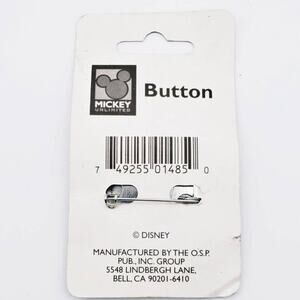 MICKEY
UNLIMITED
Button
7 49255 01485 0
© DISNEY
MANUFACTURED BY THE O.S.P.
PUB., INC. GROUP
5548 LINDBERGH LANE,
BELL, CA 90201-6410